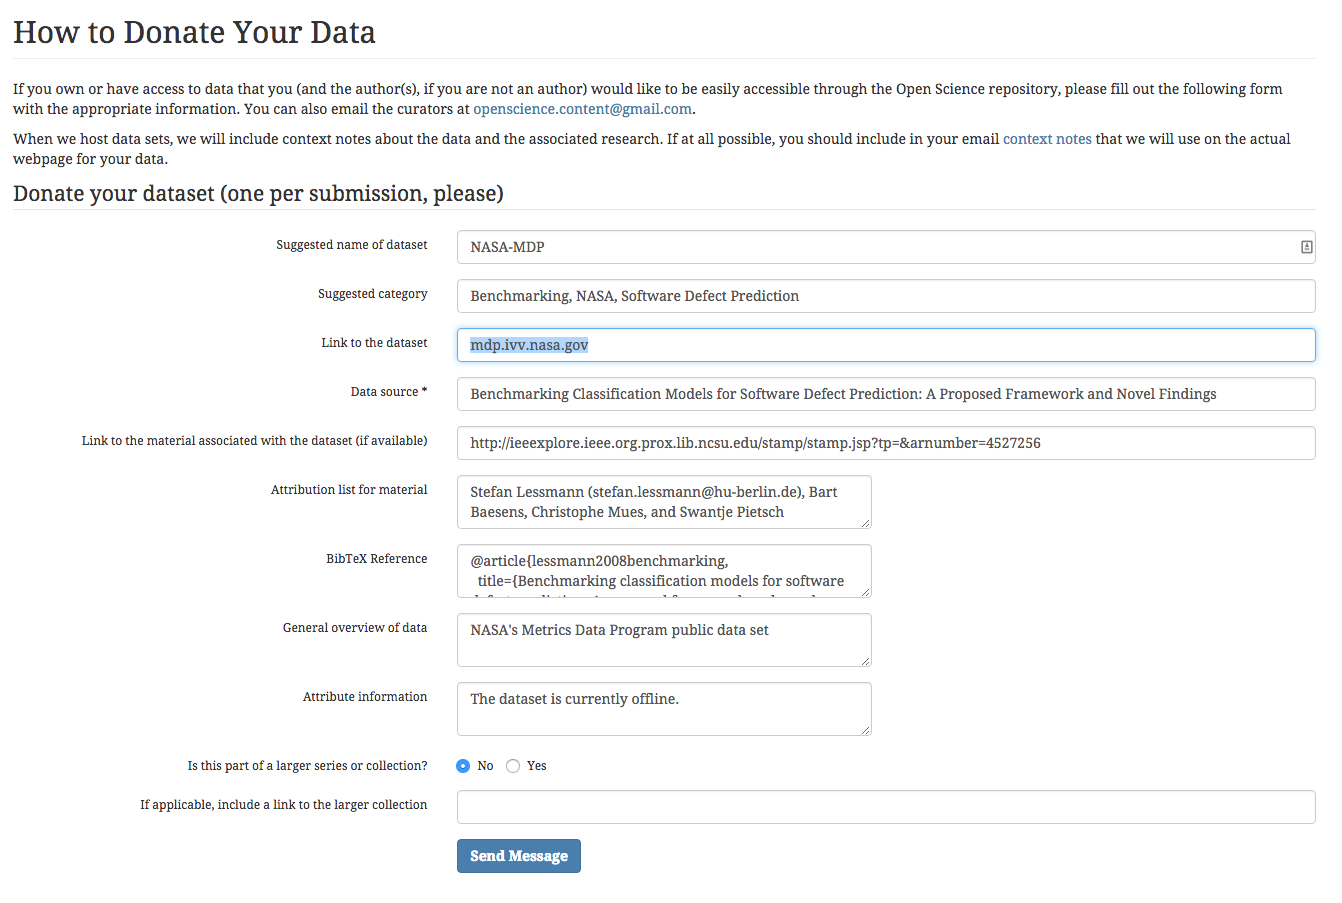 How to Donate Your Data
If you own or have access to data that you (and the author(s), if you are not an author) would like to be easily accessible through the Open Science repository, please fill out the following form
with the appropriate information. You can also email the curators at openscience.content@gmail.com.
When we host data sets, we will include context notes about the data and the associated research. If at all possible, you should include in your email context notes that we will use on the actual
webpage for your data.
Donate your dataset (one per submission, please)
Suggested name of dataset NASA-MDP
Suggested category Benchmarking, NASA, Software Defect Prediction
Link to the dataset mdp.ivv.nasa.gov
Data source * Benchmarking Classification Models for Software Defect Prediction: A Proposed Framework and Novel Findings
Link to the material associated with the dataset (if available) http://ieeexplore.ieee.org.prox.lib.ncsu.edu/stamp/stamp.jsp?tp=&arnumber=4527256
Attribution list for material Stefan Lessmann (stefan.lessmann@hu-berlin.de), Bart
Baesens, Christophe Mues, and Swantje Pietsch
BibTeX Reference @article{lessmann2008benchmarking,
title={Benchmarking classification models for software
General overview of data NASA's Metrics Data Program public data set
Attribute information The dataset is currently offline.
Is this part of a larger series or collection? No Yes
If applicable, include a link to the larger collection
Send Message